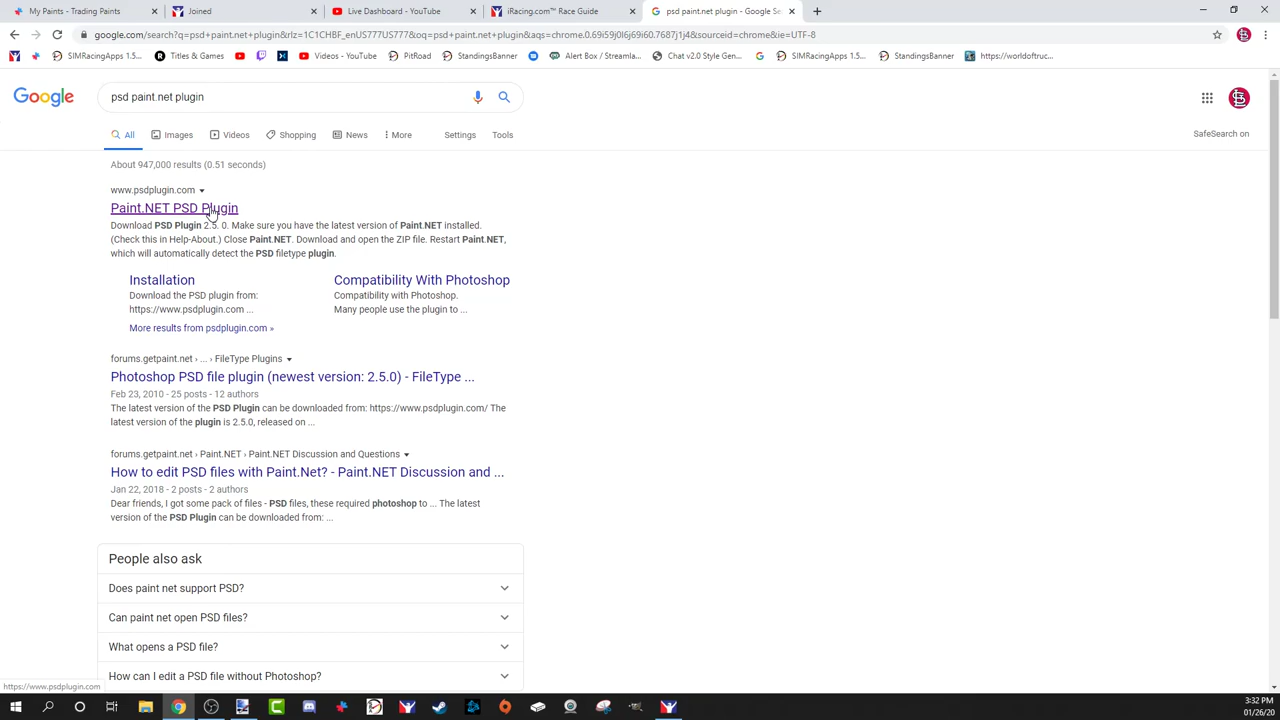 My Paints - Trading Paints
Joined
Live Dashboard - YouTube
iRacing.com™ Race Guide
psd paint.net plugin - Google Se
google.com/search?q=psd+paint.net+plugin&rlz=1C1CHBF_enUS777US777&oq=psd+paint.net+plugin&aqs=chrome.0.69i59j0l6j69i60.7687j1j4&sourceid=chrome&ie=UTF-8
SIMRacingApps 1.5...
Titles & Games
Videos - YouTube
PitRoad
StandingsBanner
Alert Box / Streamla...
Chat v2.0 Style Gen...
SIMRacingApps 1.5...
StandingsBanner
https://worldoftruc...
Google
psd paint.net plugin
All
Images
Videos
Shopping
News
More
Settings
Tools
SafeSearch on
About 947,000 results (0.51 seconds)
www.psdplugin.com
Paint.NET PSD Plugin
Download PSD Plugin 2.5. 0. Make sure you have the latest version of Paint.NET installed.
(Check this in Help-About.) Close Paint.NET. Download and open the ZIP file. Restart Paint.NET,
which will automatically detect the PSD filetype plugin.
Installation
Download the PSD plugin from:
https://www.psdplugin.com ...
Compatibility With Photoshop
Compatibility with Photoshop.
Many people use the plugin to ...
More results from psdplugin.com »
forums.getpaint.net › ... › FileType Plugins
Photoshop PSD file plugin (newest version: 2.5.0) - FileType ...
Feb 23, 2010 - 25 posts - 12 authors
The latest version of the PSD Plugin can be downloaded from: https://www.psdplugin.com/ The
latest version of the plugin is 2.5.0, released on ...
forums.getpaint.net › Paint.NET › Paint.NET Discussion and Questions
How to edit PSD files with Paint.Net? - Paint.NET Discussion and ...
Jan 22, 2018 - 2 posts - 2 authors
Dear friends, I got some pack of files - PSD files, these required photoshop to ... The latest
version of the PSD Plugin can be downloaded from: ...
People also ask
Does paint net support PSD?
Can paint net open PSD files?
What opens a PSD file?
How can I edit a PSD file without Photoshop?
https://www.psdplugin.com
3:32 PM
01/26/20